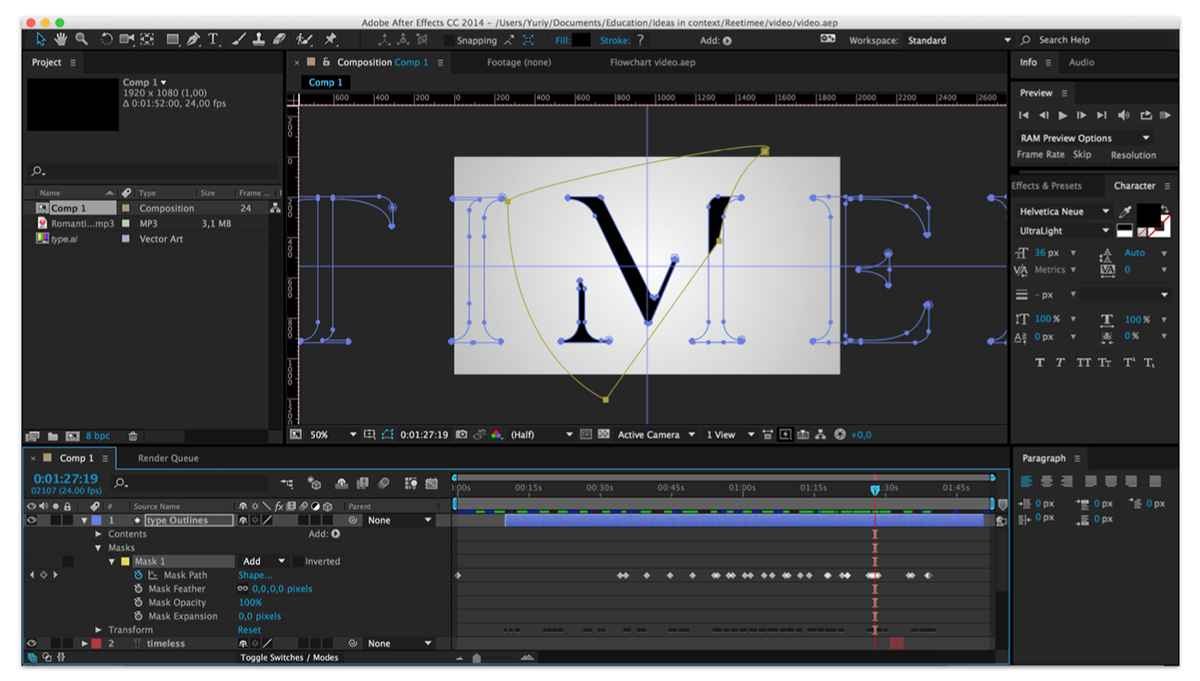 Adobe After Effects CC 2014 – /Users/Yuriy/Documents/Education/Ideas in context/Reetimee/video/video.aep
T
Snapping
Fill:
Stroke: ?
Add:
Workspace: Standard
Search Help
Project
Comp 1
1920 x 1080 (1,00)
Δ 0:01:52:00, 24,00 fps
Name Type Size Frame ...
Comp 1 Composition 24
Romanti...mp3 MP3 3,1 MB
type.ai Vector Art
8 bpc
Composition Comp 1
Footage (none)
Flowchart video.aep
Comp 1
600 400 200 0 200 400 600 800 1000 1200 1400 1600 1800 2000 2200 2400 2600
T I M E
50% 0:01:27:19 (Half) Active Camera 1 View +0,0
Info Audio
Preview
RAM Preview Options
Frame Rate Skip Resolution
Effects & Presets Character
Helvetica Neue
UltraLight
36 px Auto
Metrics 0
– px
100% 100%
0 px 0%
T T TT Tт T¹ T₁
Comp 1 Render Queue
0:01:27:19
02107 (24.00 fps)
# Source Name fx Parent
1 type Outlines None
Contents Add:
Masks
Mask 1 Add Inverted
Mask Path Shape...
Mask Feather 0,0,0,0 pixels
Mask Opacity 100%
Mask Expansion 0,0 pixels
Transform Reset
2 T timeless None
Toggle Switches / Modes
:00s 00:15s 00:30s 00:45s 01:00s 01:15s 01:30s 01:45s
Paragraph
0 px 0 px 0 px
0 px 0 px